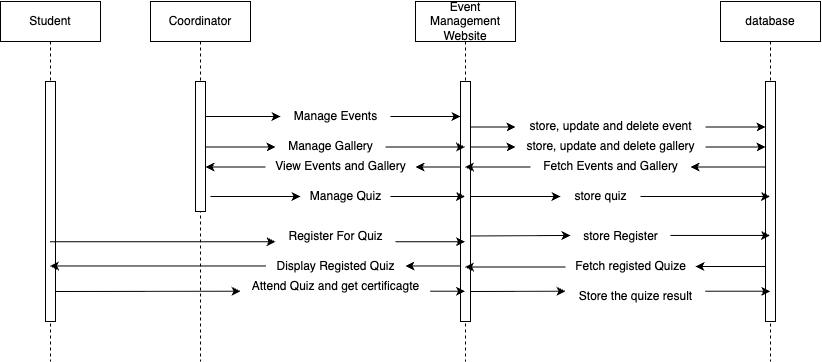 Student
Coordinator
Event
Management
Website
database
Manage Events
store, update and delete event
Manage Gallery
store, update and delete gallery
View Events and Gallery
Fetch Events and Gallery
Manage Quiz
store quiz
Register For Quiz
store Register
Display Registed Quiz
Fetch registed Quize
Attend Quiz and get certificagte
Store the quize result